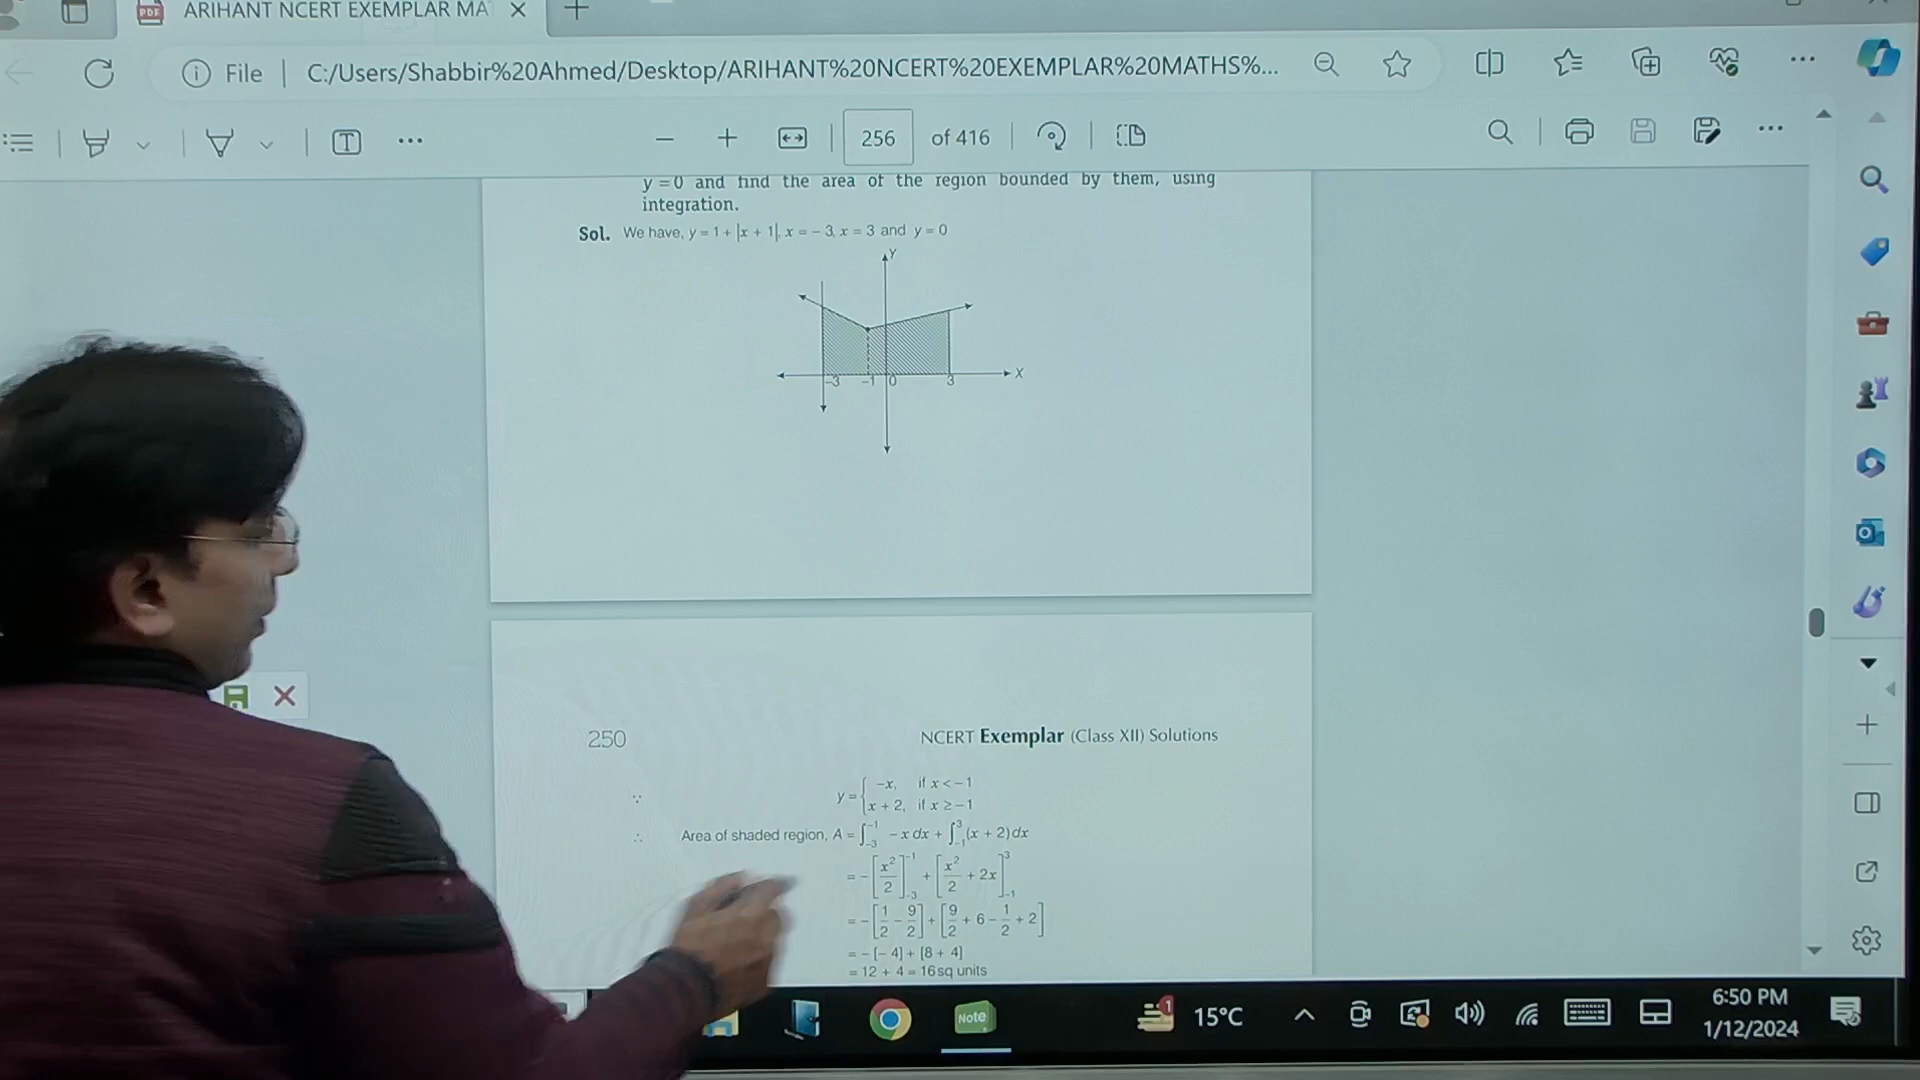 ARIHANT NCERT EXEMPLAR MA
PDF
File | C:/Users/Shabbir%20Ahmed/Desktop/ARIHANT%20NCERT%20EXEMPLAR%20MATHS%...
256 of 416
y = 0 and find the area of the region bounded by them, using
integration.
Sol. We have, y = 1 + |x + 1|, x = – 3, x = 3 and y = 0
Y
X
–3 –1 0 3
250 NCERT Exemplar (Class XII) Solutions
∵ y = { –x, if x < –1
x + 2, if x ≥ –1
∴ Area of shaded region, A = ∫₋₃⁻¹ – x dx + ∫₋₁³ (x + 2) dx
= – [x²/2]₋₃⁻¹ + [x²/2 + 2x]₋₁³
= – [1/2 – 9/2] + [9/2 + 6 – 1/2 + 2]
= – [– 4] + [8 + 4]
= 12 + 4 = 16 sq units
Note
1
15°C
6:50 PM
1/12/2024